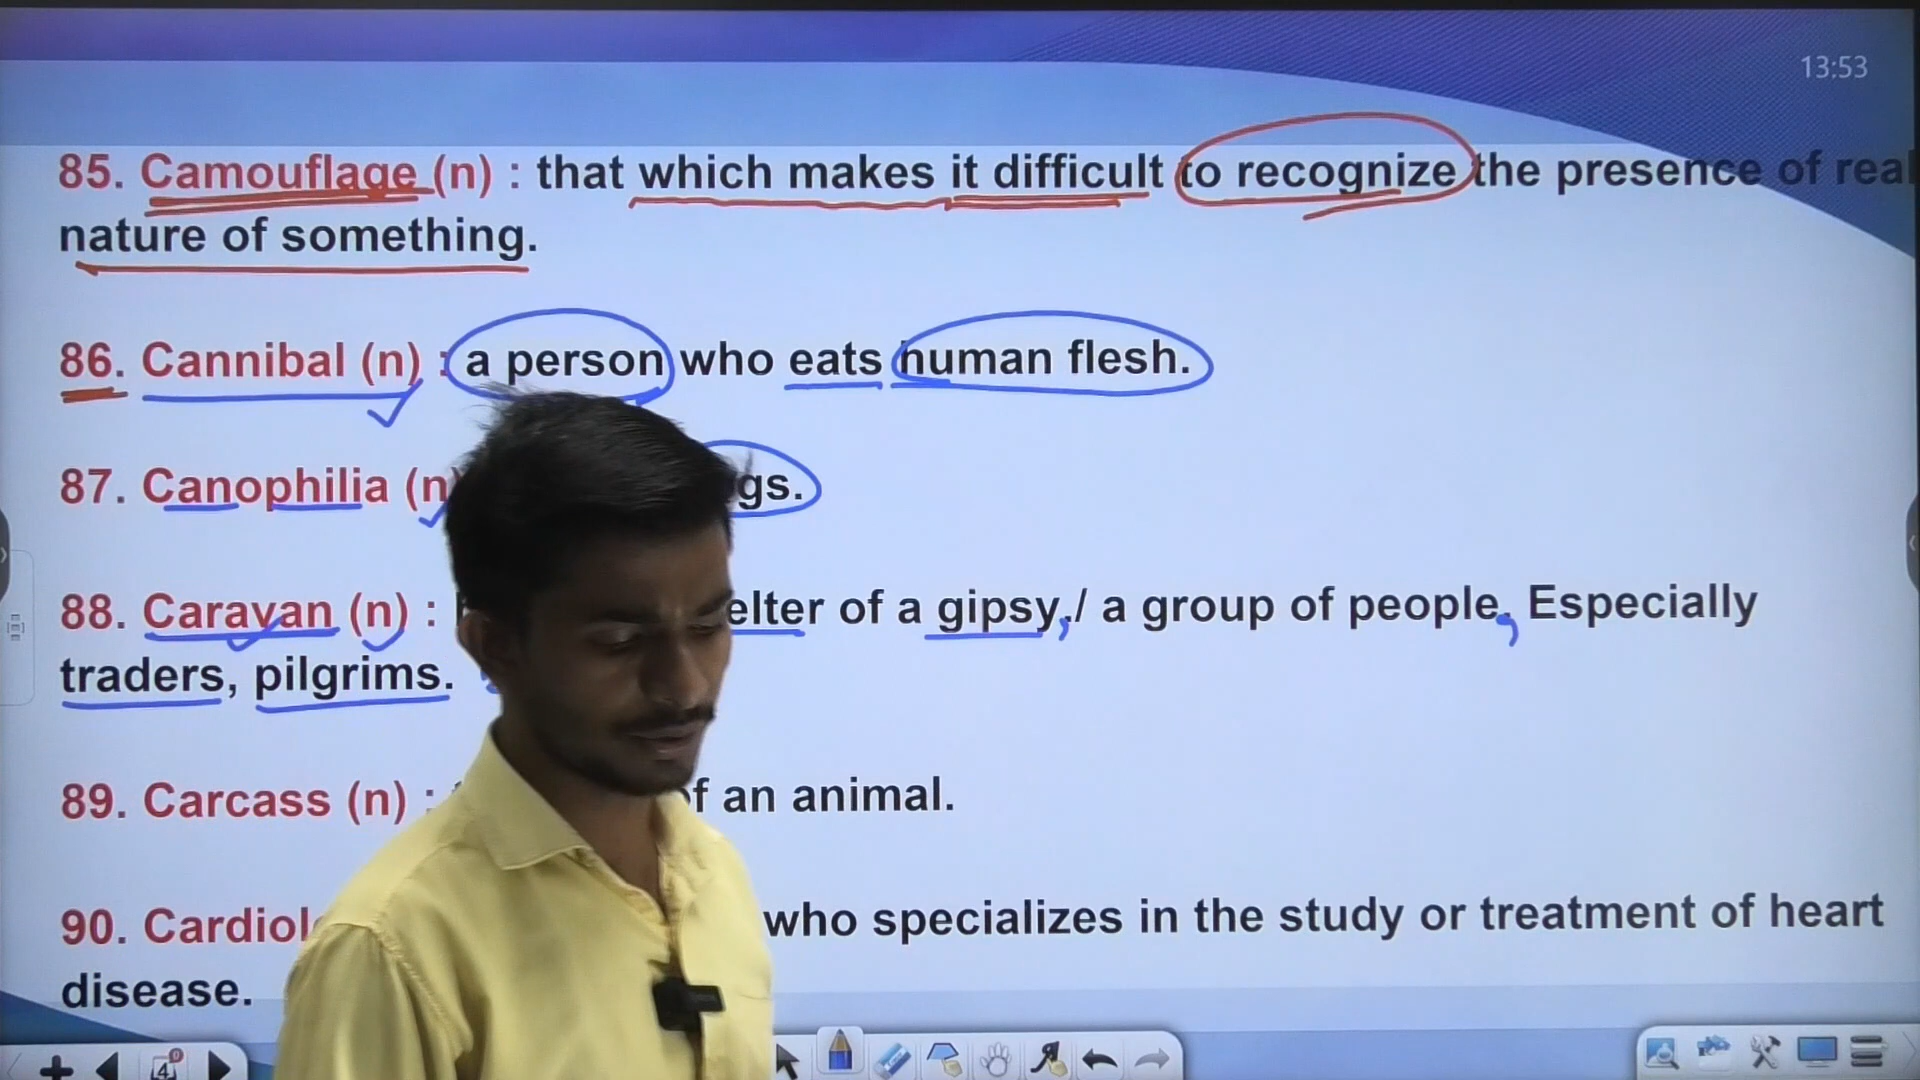 13:53
85. Camouflage (n) : that which makes it difficult to recognize the presence of real
nature of something.
86. Cannibal (n) : a person who eats human flesh.
87. Canophilia (n) gs.
88. Caravan (n) : elter of a gipsy,./ a group of people, Especially
traders, pilgrims.
89. Carcass (n) : of an animal.
90. Cardiol who specializes in the study or treatment of heart
disease.